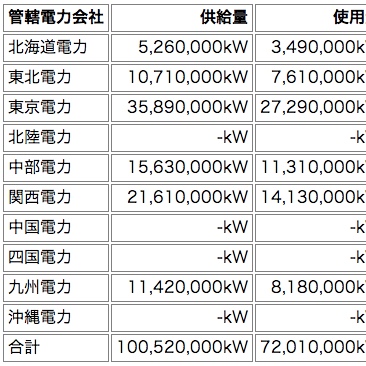 管轄電力会社 供給量 使用
北海道電力 5,260,000kW 3,490,000k
東北電力 10,710,000kW 7,610,000k
東京電力 35,890,000kW 27,290,000k
北陸電力 -kW -k
中部電力 15,630,000kW 11,310,000k
関西電力 21,610,000kW 14,130,000k
中国電力 -kW -k
四国電力 -kW -k
九州電力 11,420,000kW 8,180,000k
沖縄電力 -kW -k
合計 100,520,000kW 72,010,000k